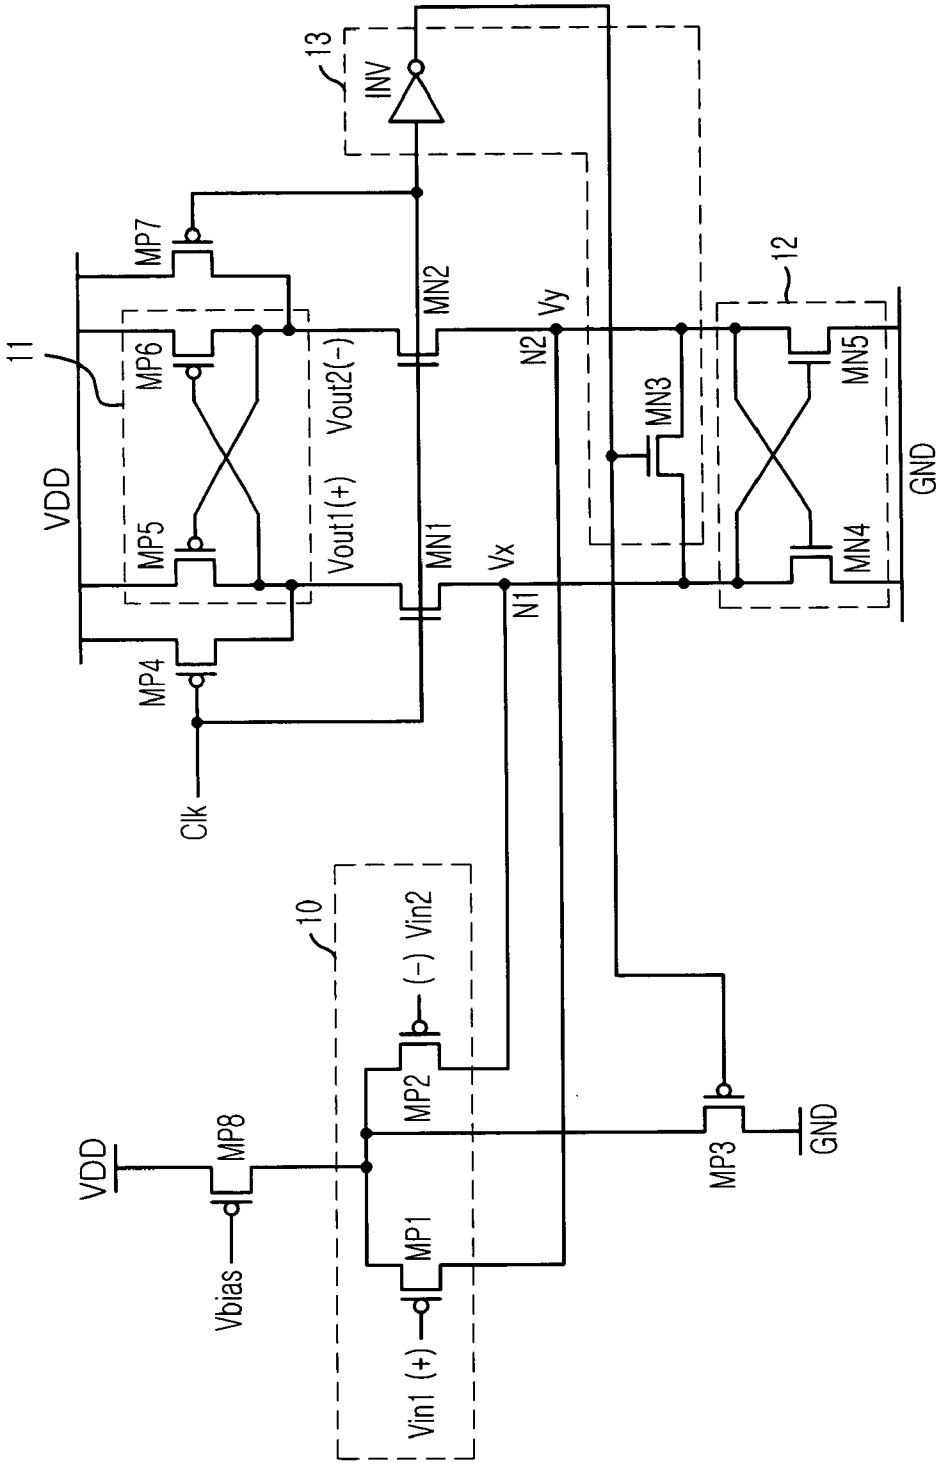 VDD
11
MP4
MP5
MP6
MP7
Clk
Vout1(+)
Vout2(-)
13
INV
MN1
MN2
Vx
N1
Vy
N2
MN3
12
MN4
MN5
GND
VDD
Vbias
MP8
10
Vin1 (+)
MP1
MP2
(-) Vin2
MP3
GND